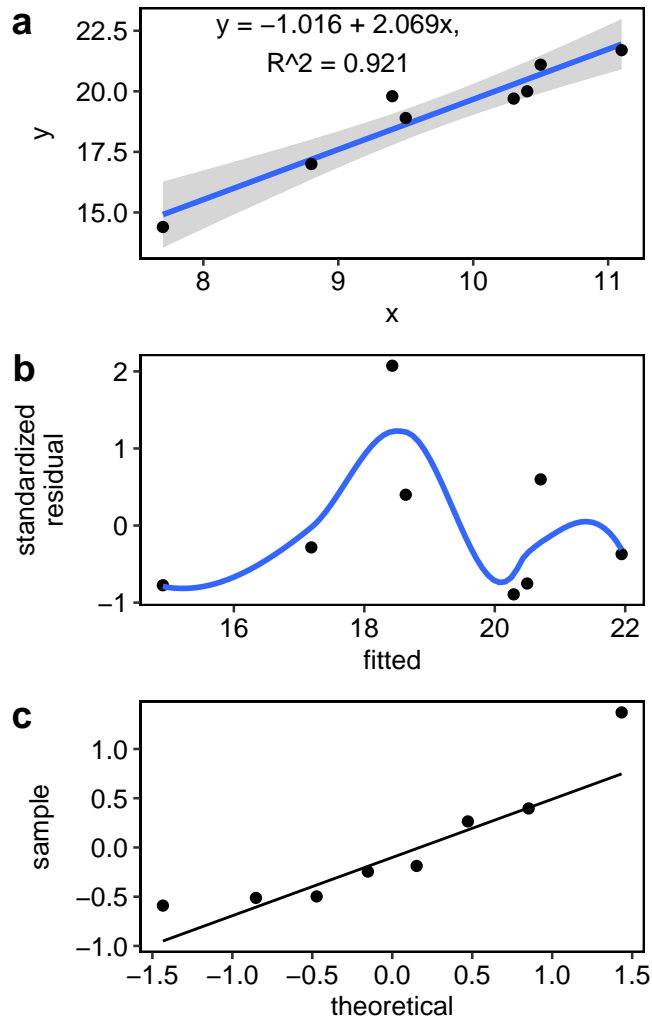 a
y = −1.016 + 2.069x,
R^2 = 0.921
22.5
20.0
17.5
15.0
y
8 9 10 11
x
b
2
1
0
−1
standardized
residual
16 18 20 22
fitted
c
1.0
0.5
0.0
−0.5
−1.0
sample
−1.5 −1.0 −0.5 0.0 0.5 1.0 1.5
theoretical